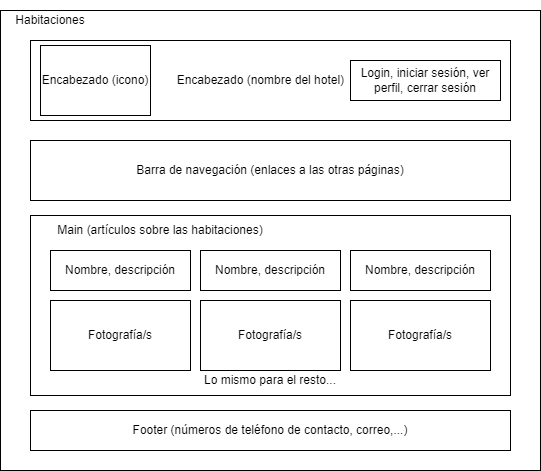 Habitaciones
Encabezado (icono)
Encabezado (nombre del hotel)
Login, iniciar sesión, ver
perfil, cerrar sesión
Barra de navegación (enlaces a las otras páginas)
Main (artículos sobre las habitaciones)
Nombre, descripción
Nombre, descripción
Nombre, descripción
Fotografía/s
Fotografía/s
Fotografía/s
Lo mismo para el resto...
Footer (números de teléfono de contacto, correo,...)